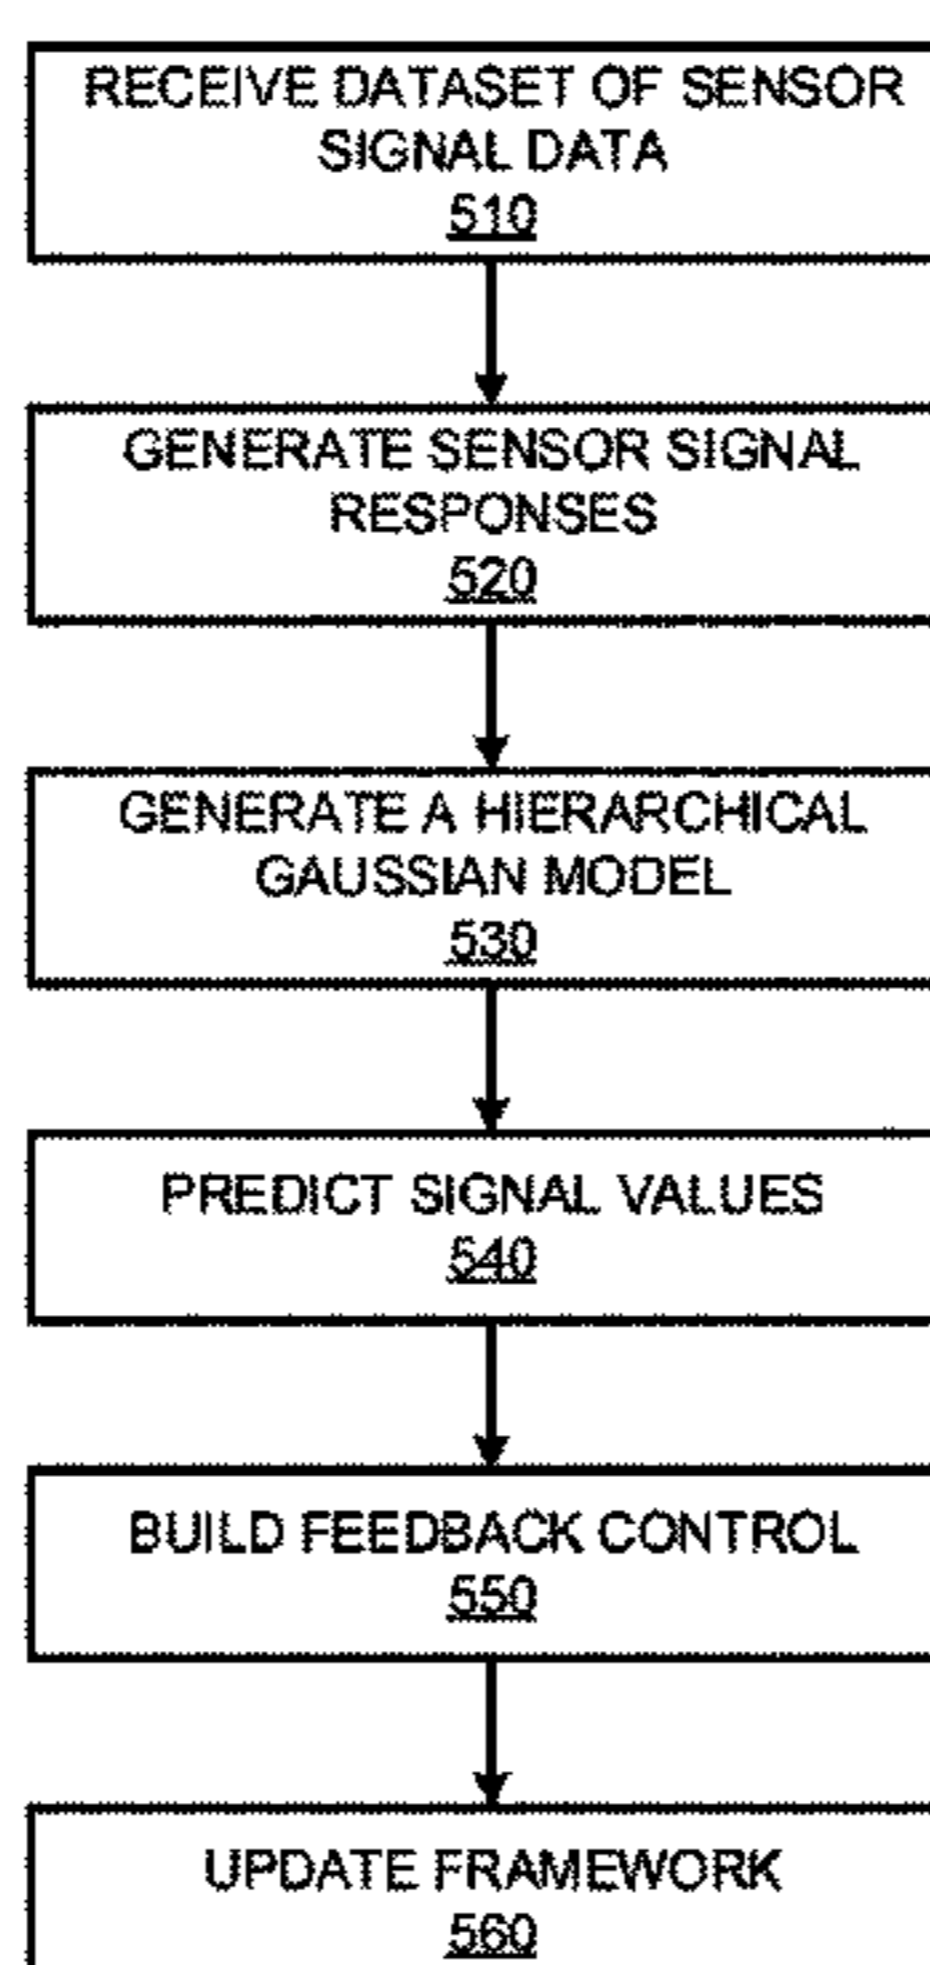 RECEIVE DATASET OF SENSOR
SIGNAL DATA
510
GENERATE SENSOR SIGNAL
RESPONSES
520
GENERATE A HIERARCHICAL
GAUSSIAN MODEL
530
PREDICT SIGNAL VALUES
540
BUILD FEEDBACK CONTROL
550
UPDATE FRAMEWORK
560